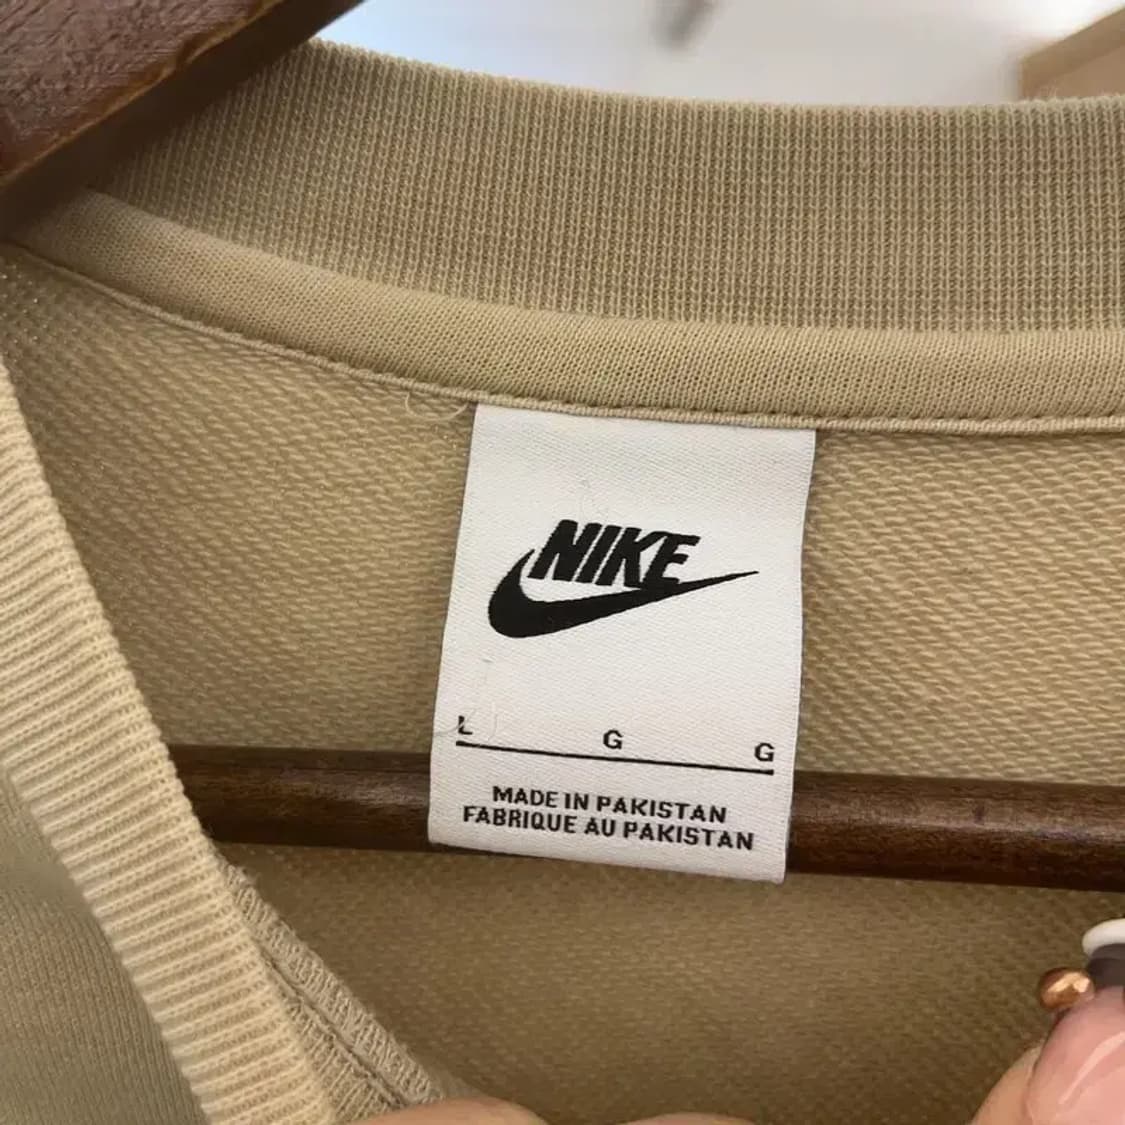 NIKE
L G G
MADE IN PAKISTAN
FABRIQUE AU PAKISTAN